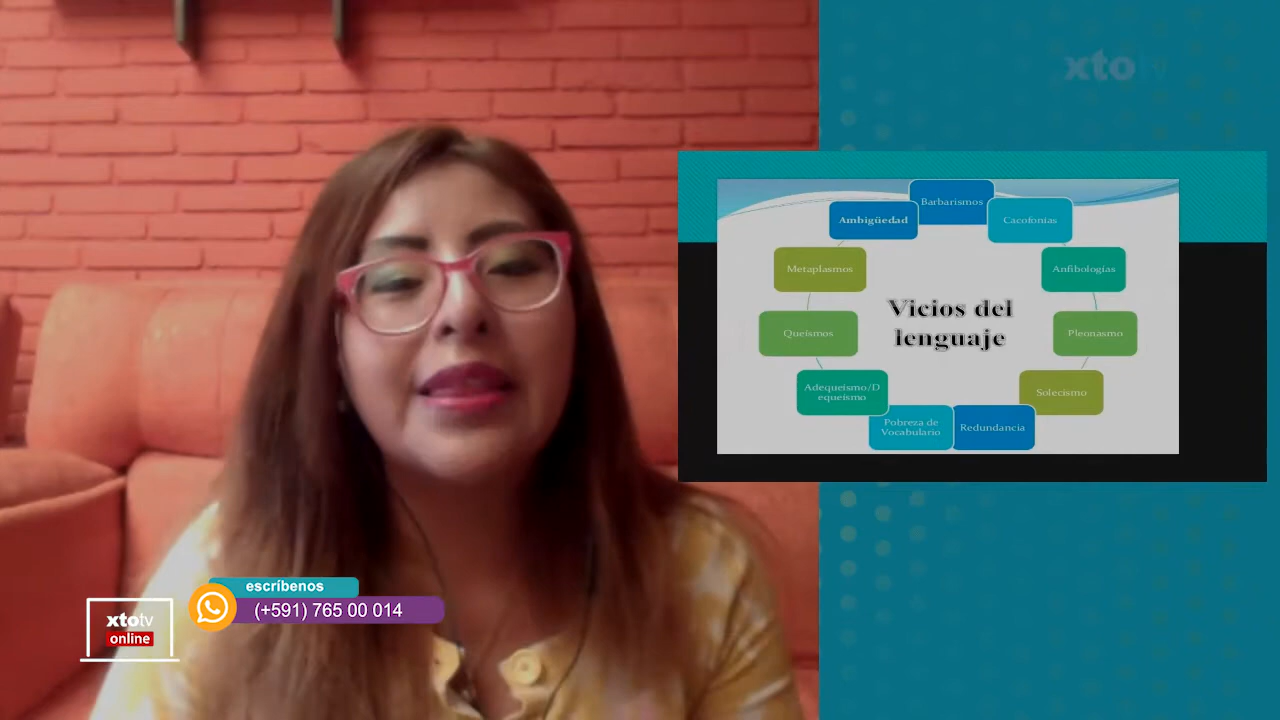 xto tv
Barbarismos
Ambigüedad
Cacofonías
Metaplasmos
Anfibologías
Vicios del
lenguaje
Queísmos
Pleonasmo
Adequeismo/D
equeísmo
Solecismo
Pobreza de
Vocabulario
Redundancia
escríbenos
(+591) 765 00 014
xtotv
online